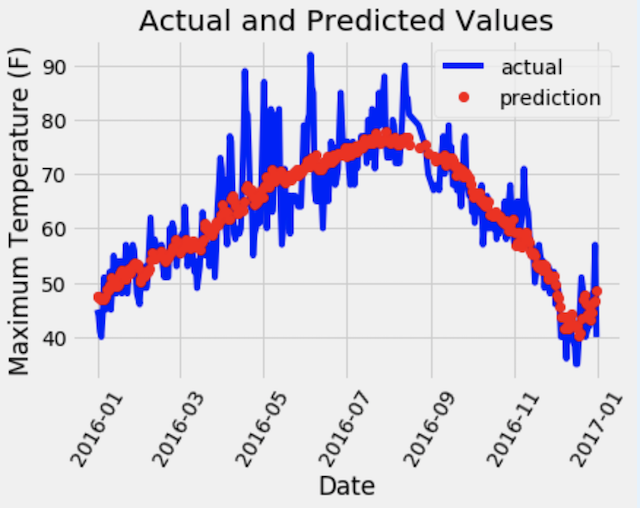 Actual and Predicted Values
Maximum Temperature (F)
90
80
70
60
50
40
actual
prediction
2016-01
2016-03
2016-05
2016-07
2016-09
2016-11
2017-01
Date